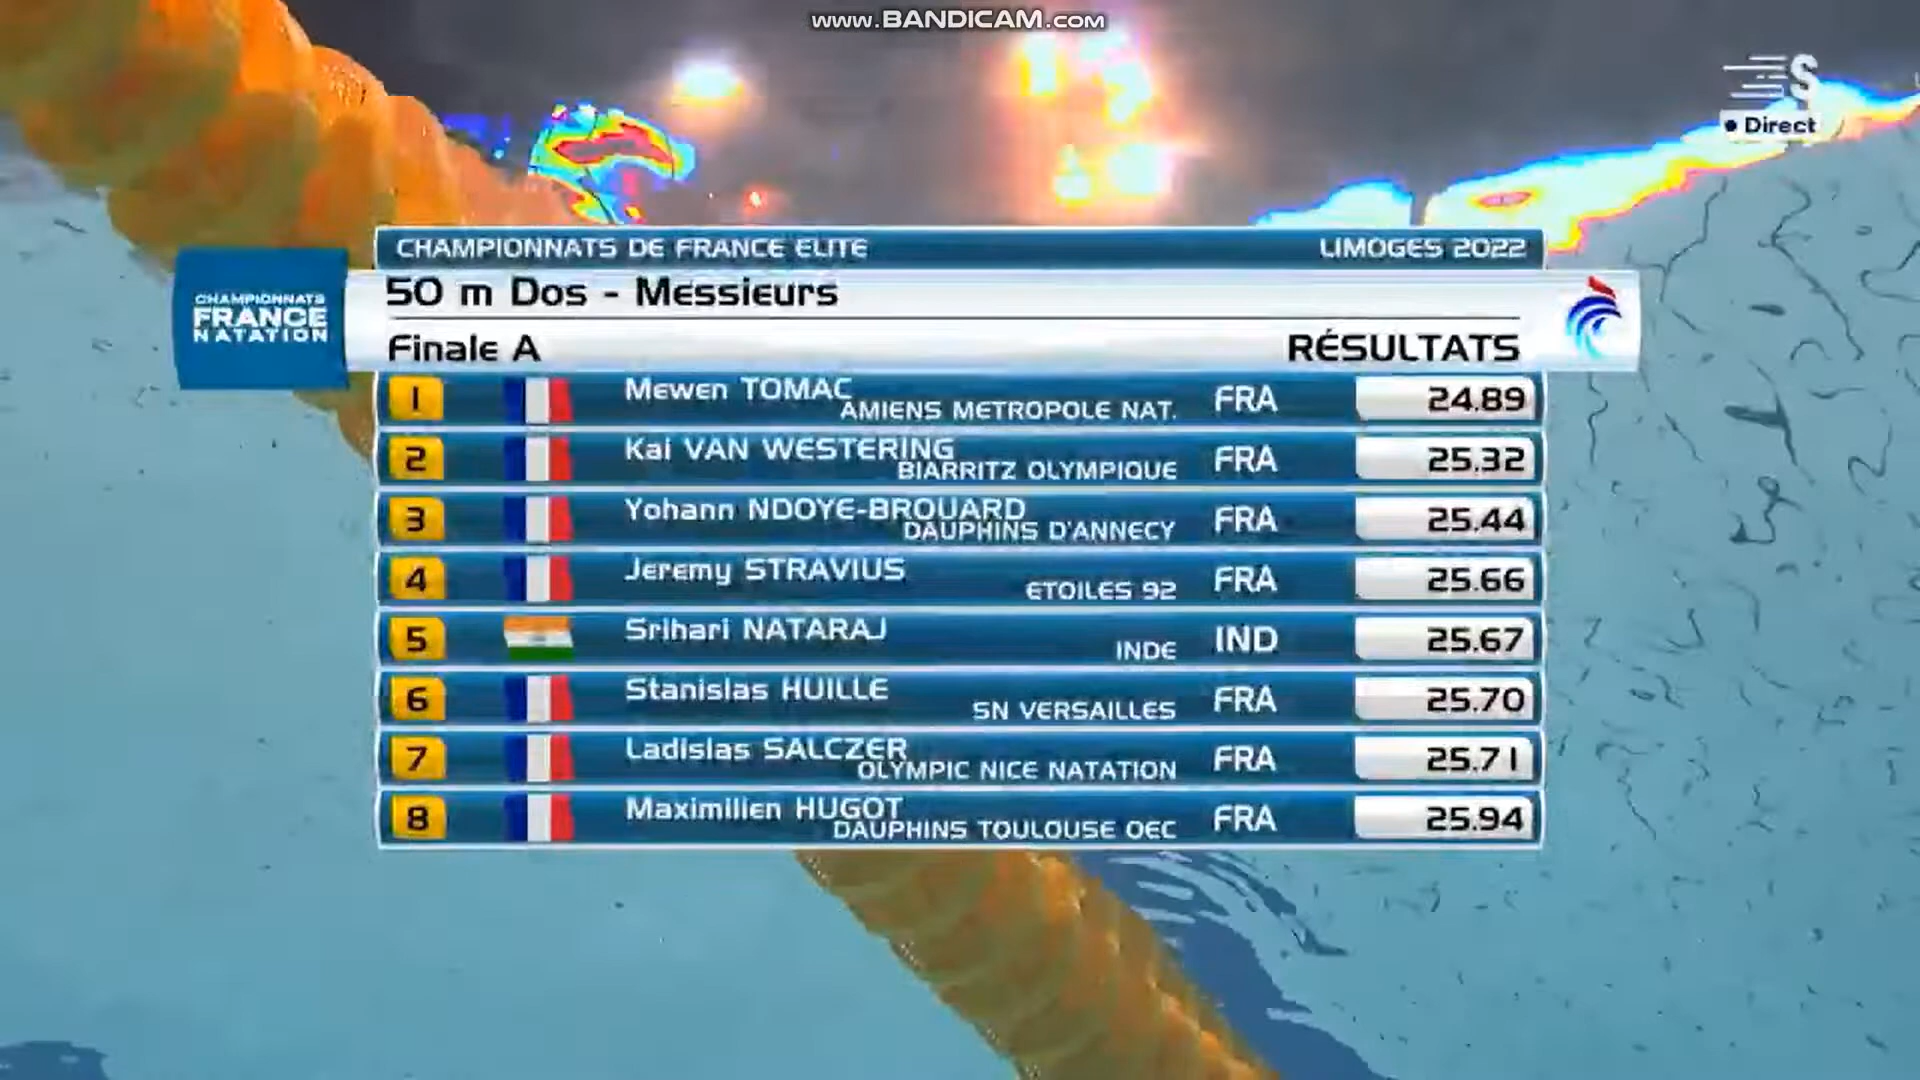 www.BANDICAM.com
S
• Direct
CHAMPIONNATS DE FRANCE ELITE LIMOGES 2022
CHAMPIONNATS
FRANCE
NATATION
50 m Dos - Messieurs
Finale A RÉSULTATS
1 Mewen TOMAC AMIENS METROPOLE NAT. FRA 24.89
2 Kai VAN WESTERING BIARRITZ OLYMPIQUE FRA 25.32
3 Yohann NDOYE-BROUARD DAUPHINS D'ANNECY FRA 25.44
4 Jeremy STRAVIUS ETOILES 92 FRA 25.66
5 Srihari NATARAJ INDE IND 25.67
6 Stanislas HUILLE SN VERSAILLES FRA 25.70
7 Ladislas SALCZER OLYMPIC NICE NATATION FRA 25.71
8 Maximilien HUGOT DAUPHINS TOULOUSE OEC FRA 25.94